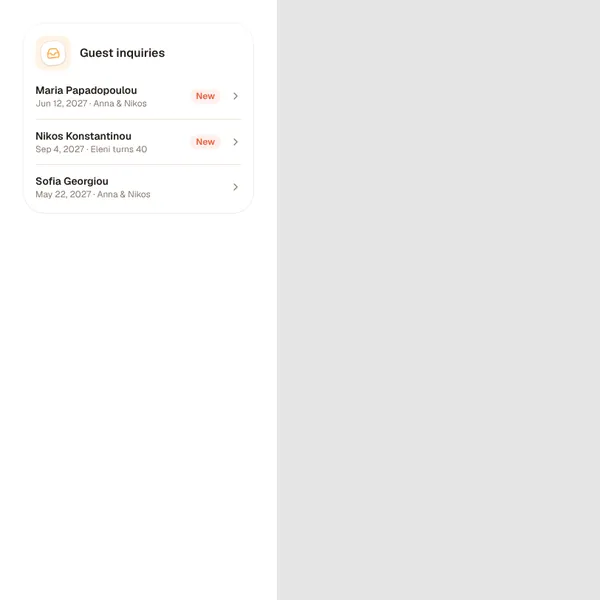 Guest inquiries
Maria Papadopoulou
Jun 12, 2027 · Anna & Nikos
New
Nikos Konstantinou
Sep 4, 2027 · Eleni turns 40
New
Sofia Georgiou
May 22, 2027 · Anna & Nikos